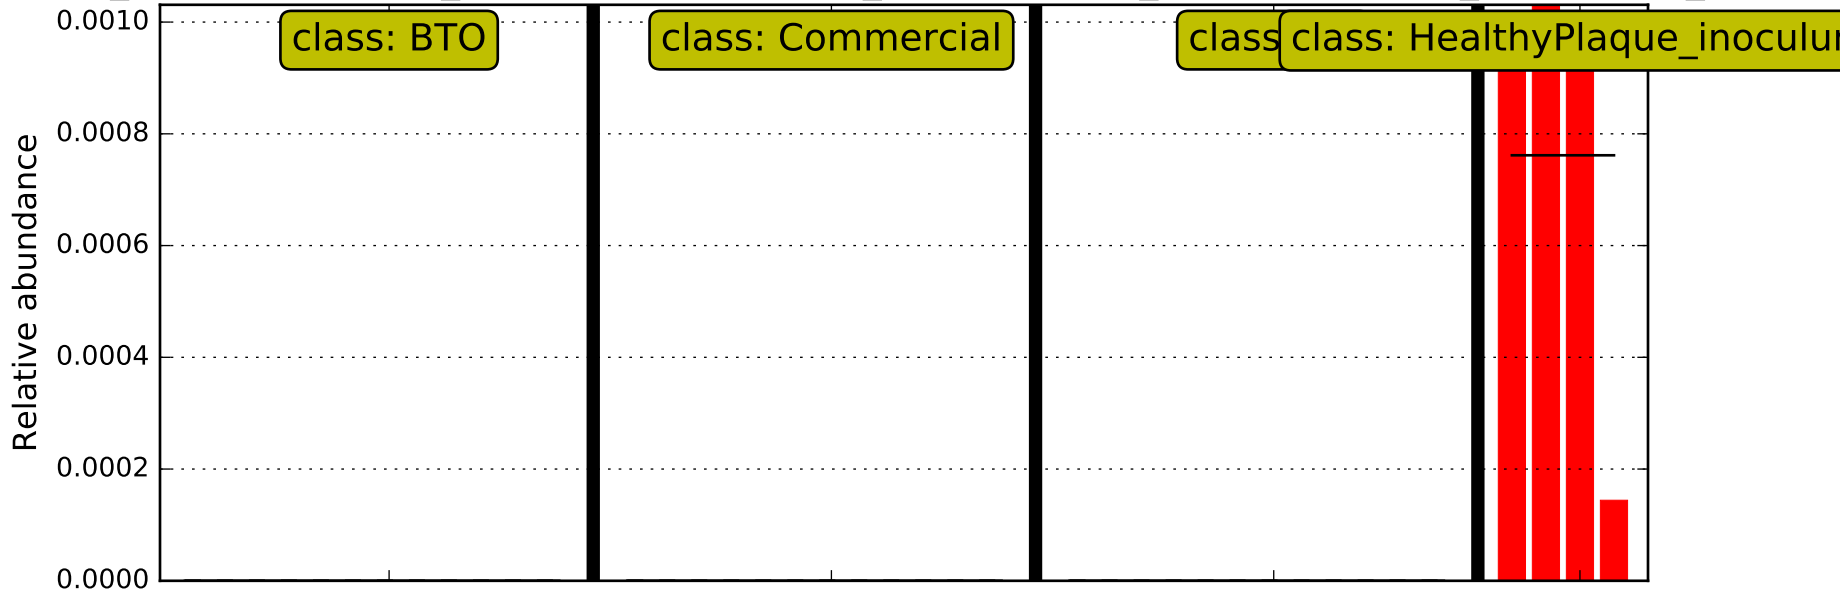 0.0010
0.0008
0.0006
0.0004
0.0002
0.0000
Relative abundance
class: BTO
class: Commercial
class
class: HealthyPlaque_inoculu